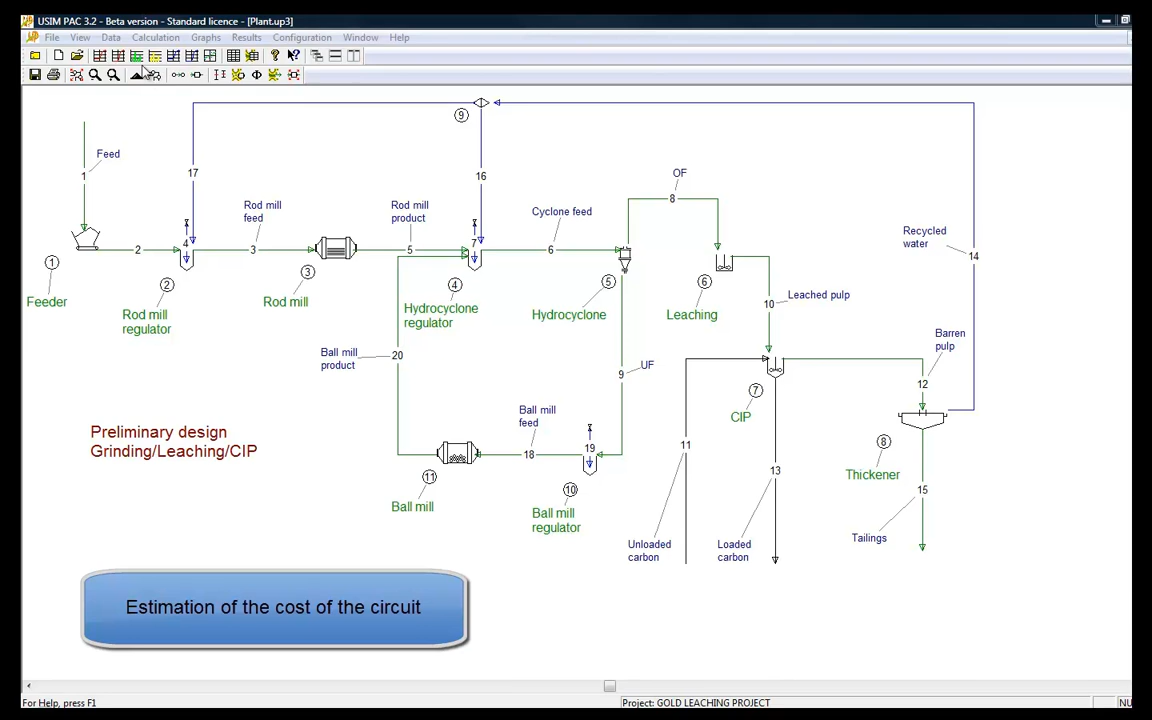 USIM PAC 3.2 - Beta version - Standard licence - [Plant.up3]
File View Data Calculation Graphs Results Configuration Window Help
9
Feed
1
17
16
OF
8
Rod mill
feed
Rod mill
product
Cyclone feed
Recycled
water
14
4
7
2
3
5
6
1
Feeder
2
Rod mill
regulator
3
Rod mill
4
Hydrocyclone
regulator
5
Hydrocyclone
6
Leaching
10
Leached pulp
Barren
pulp
12
Ball mill
product
20
9
UF
7
CIP
Preliminary design
Grinding/Leaching/CIP
Ball mill
feed
18
19
11
13
8
Thickener
15
11
Ball mill
10
Ball mill
regulator
Unloaded
carbon
Loaded
carbon
Tailings
Estimation of the cost of the circuit
For Help, press F1
Project: GOLD LEACHING PROJECT
NU